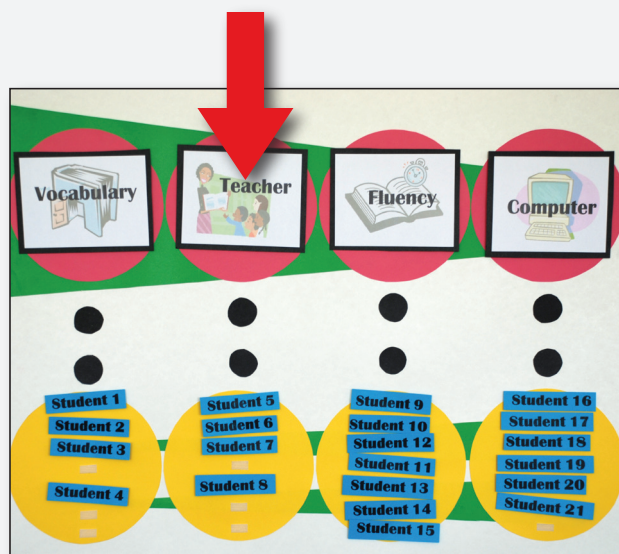 Vocabulary
Teacher
Fluency
Computer
Student 1
Student 2
Student 3
Student 4
Student 5
Student 6
Student 7
Student 8
Student 9
Student 10
Student 12
Student 11
Student 13
Student 14
Student 15
Student 16
Student 17
Student 18
Student 19
Student 20
Student 21